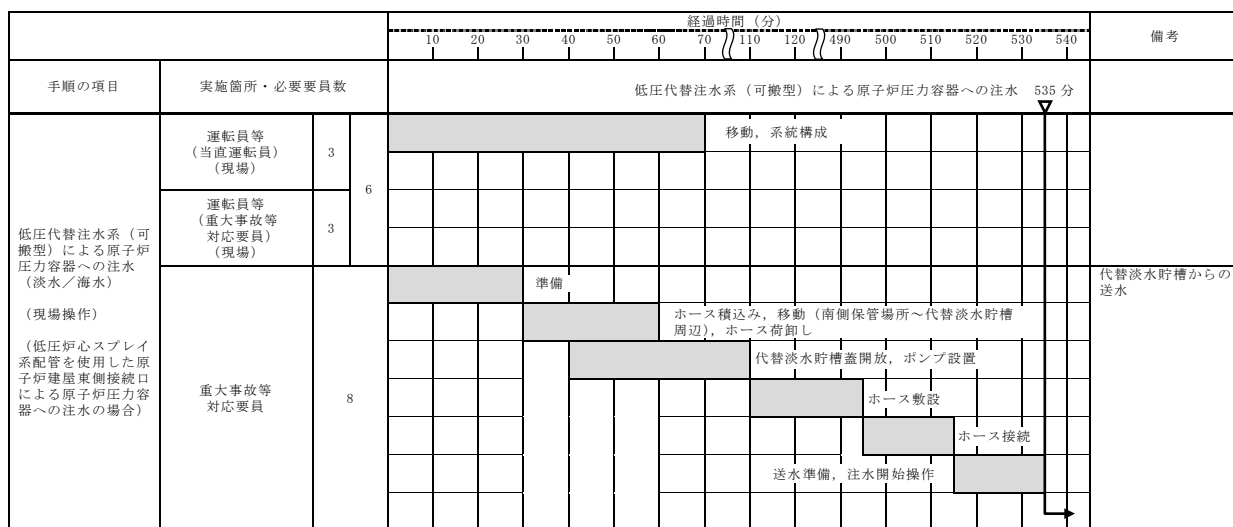 経過時間（分）
備考
10 20 30 40 50 60 70 110 120 490 500 510 520 530 540
手順の項目
実施箇所・必要要員数
低圧代替注水系（可搬型）による原子炉圧力容器への注水 535 分
低圧代替注水系（可
搬型）による原子炉
圧力容器への注水
（淡水／海水）
（現場操作）
（低圧炉心スプレイ
系配管を使用した原
子炉建屋東側接続口
による原子炉圧力容
器への注水の場合）
運転員等
（当直運転員）
（現場）
3
6
移動，系統構成
運転員等
（重大事故等
対応要員）
（現場）
3
重大事故等
対応要員
8
準備
ホース積込み，移動（南側保管場所～代替淡水貯槽
周辺），ホース荷卸し
代替淡水貯槽蓋開放，ポンプ設置
ホース敷設
ホース接続
送水準備，注水開始操作
代替淡水貯槽からの
送水